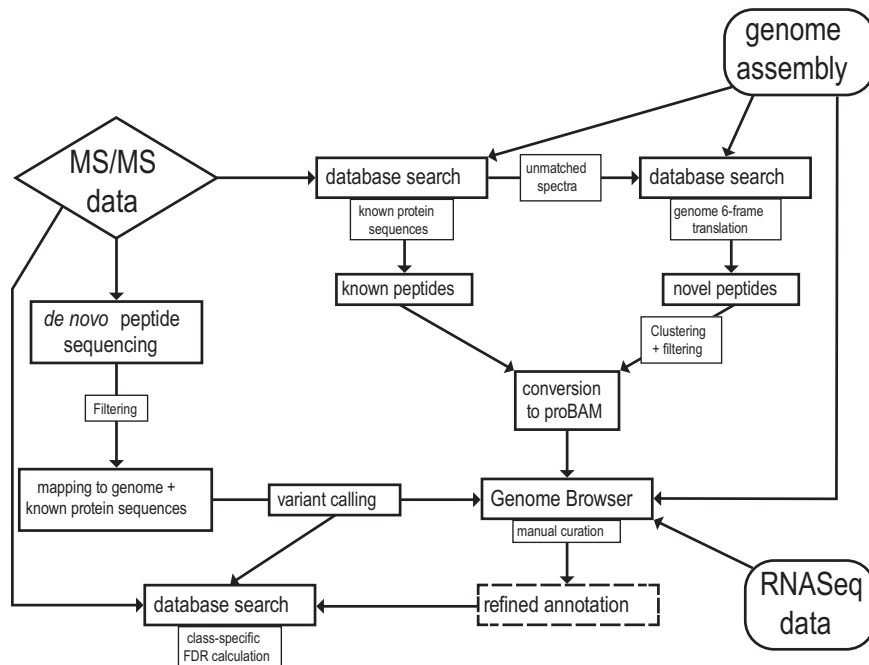 genome
assembly
MS/MS
data
database search
unmatched
spectra
database search
known protein
sequences
genome 6-frame
translation
known peptides
novel peptides
de novo peptide
sequencing
Clustering
+ filtering
conversion
to proBAM
Filtering
mapping to genome +
known protein sequences
variant calling
Genome Browser
manual curation
RNASeq
data
database search
refined annotation
class-specific
FDR calculation